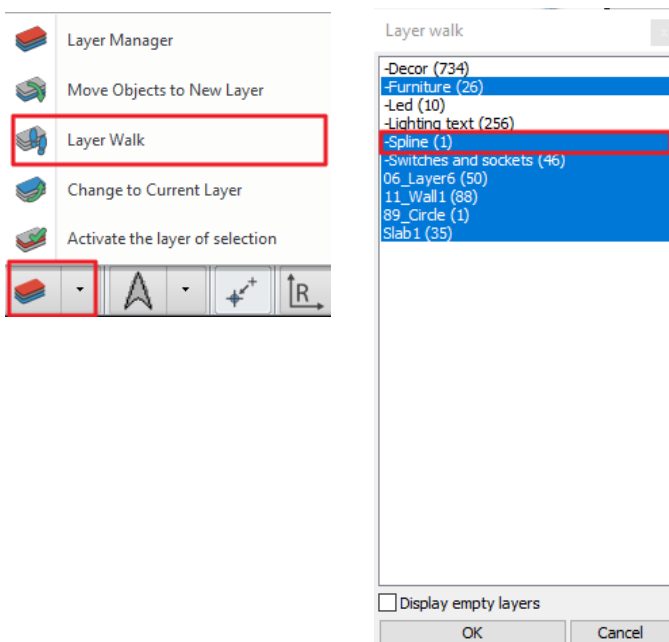 Layer Manager
Move Objects to New Layer
Layer Walk
Change to Current Layer
Activate the layer of selection
R
Layer walk
-Decor (734)
-Furniture (26)
-Led (10)
-Lighting text (256)
-Spline (1)
-Switches and sockets (46)
06_Layer6 (50)
11_Wall1 (88)
89_Circle (1)
Slab1 (35)
Display empty layers
OK Cancel